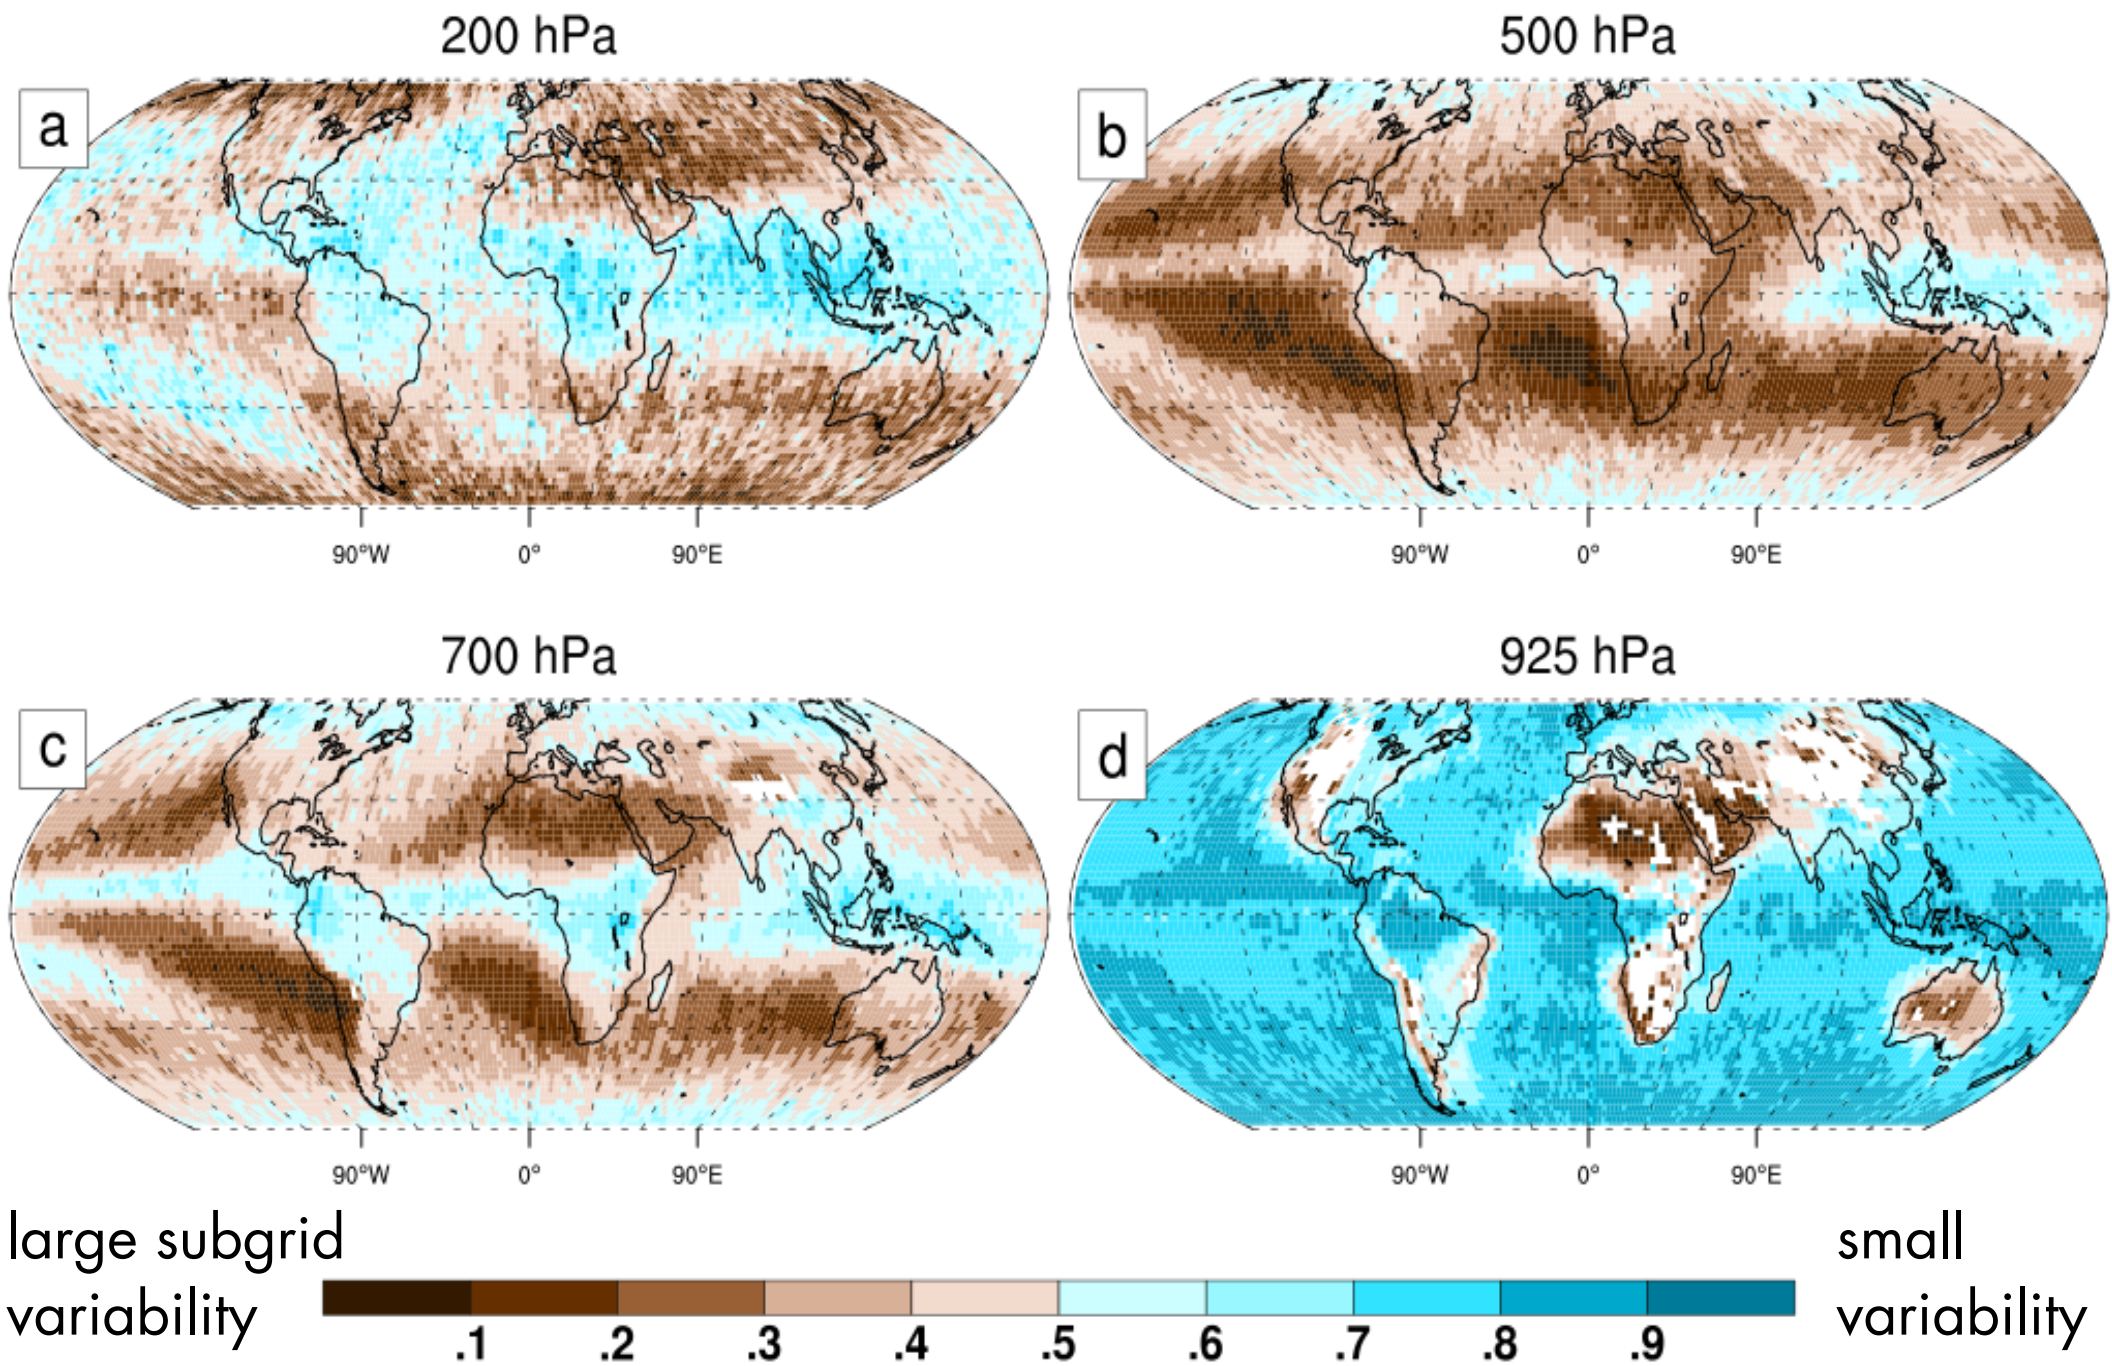 200 hPa
500 hPa
a
b
90°W 0° 90°E
90°W 0° 90°E
700 hPa
925 hPa
c
d
90°W 0° 90°E
90°W 0° 90°E
large subgrid
variability
small
variability
.1 .2 .3 .4 .5 .6 .7 .8 .9